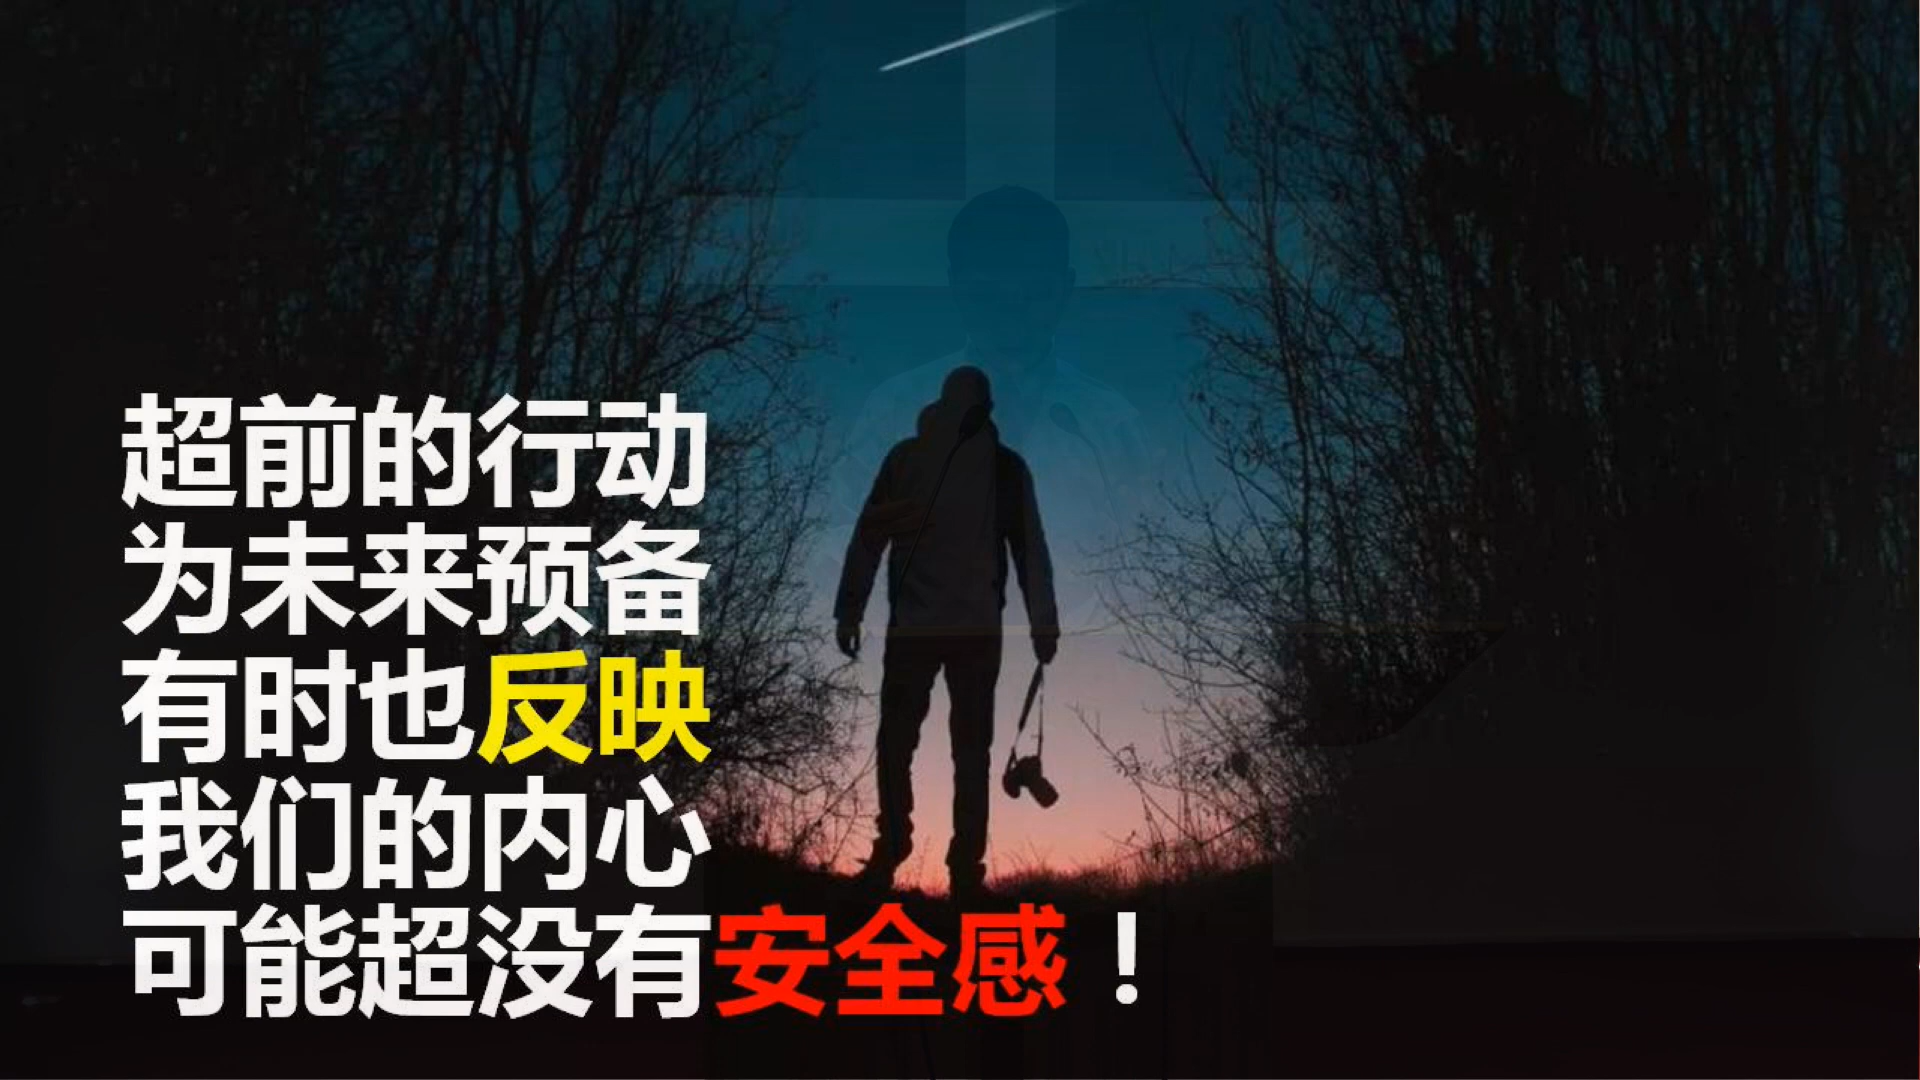 超前的行动
为未来预备
有时也反映
我们的内心
可能超没有安全感！